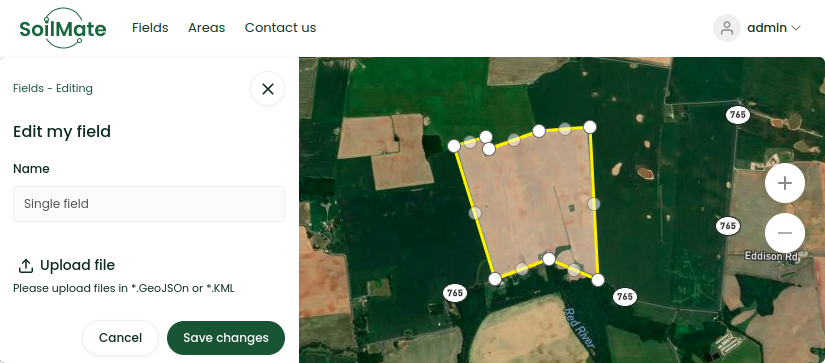 SoilMate
Fields Areas Contact us
admin
Fields - Editing
Edit my field
Name
Single field
Upload file
Please upload files in *.GeoJSOn or *.KML
Cancel Save changes
765
765
Eddison Rd
765
765
Red River